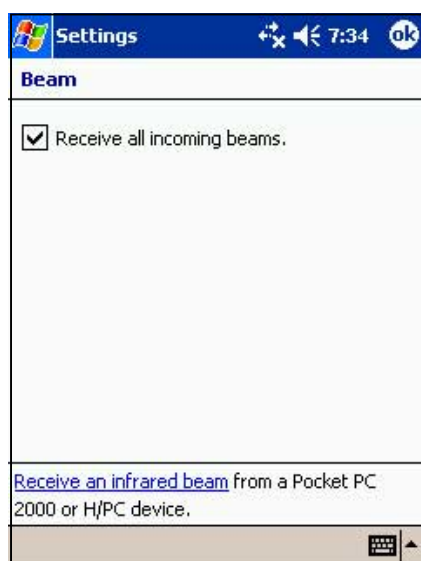 Settings 7:34 ok
Beam
Receive all incoming beams.
Receive an infrared beam from a Pocket PC
2000 or H/PC device.